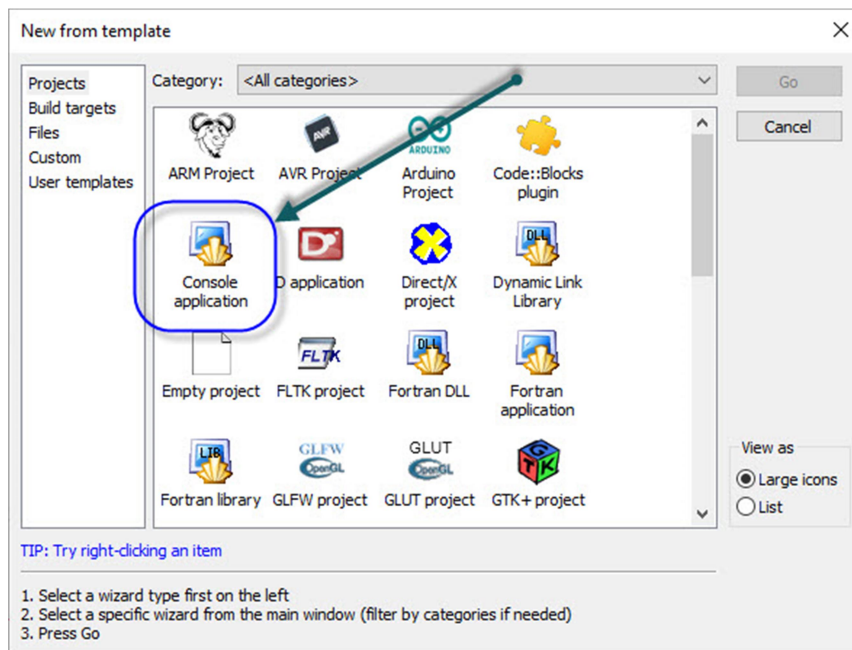 New from template
Projects
Build targets
Files
Custom
User templates
Category: <All categories>
Go
Cancel
AVR
ARDUINO
ARM Project
AVR Project
Arduino
Project
Code::Blocks
plugin
D
DLL
Console
application
D application
Direct/X
project
Dynamic Link
Library
FLTK
DLL
Empty project
FLTK project
Fortran DLL
Fortran
application
LIB
GLFW
OpenGL
GLUT
OpenGL
GTK
Fortran library
GLFW project
GLUT project
GTK+ project
View as
Large icons
List
TIP: Try right-clicking an item
1. Select a wizard type first on the left
2. Select a specific wizard from the main window (filter by categories if needed)
3. Press Go